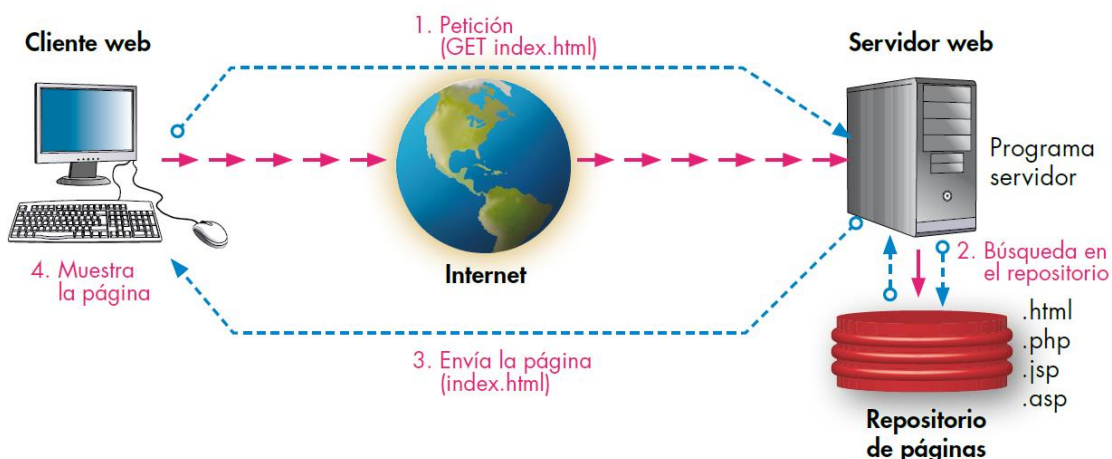 Cliente web
1. Petición
(GET index.html)
Servidor web
Programa
servidor
Internet
4. Muestra
la página
2. Búsqueda en
el repositorio
3. Envía la página
(index.html)
.html
.php
.jsp
.asp
Repositorio
de páginas